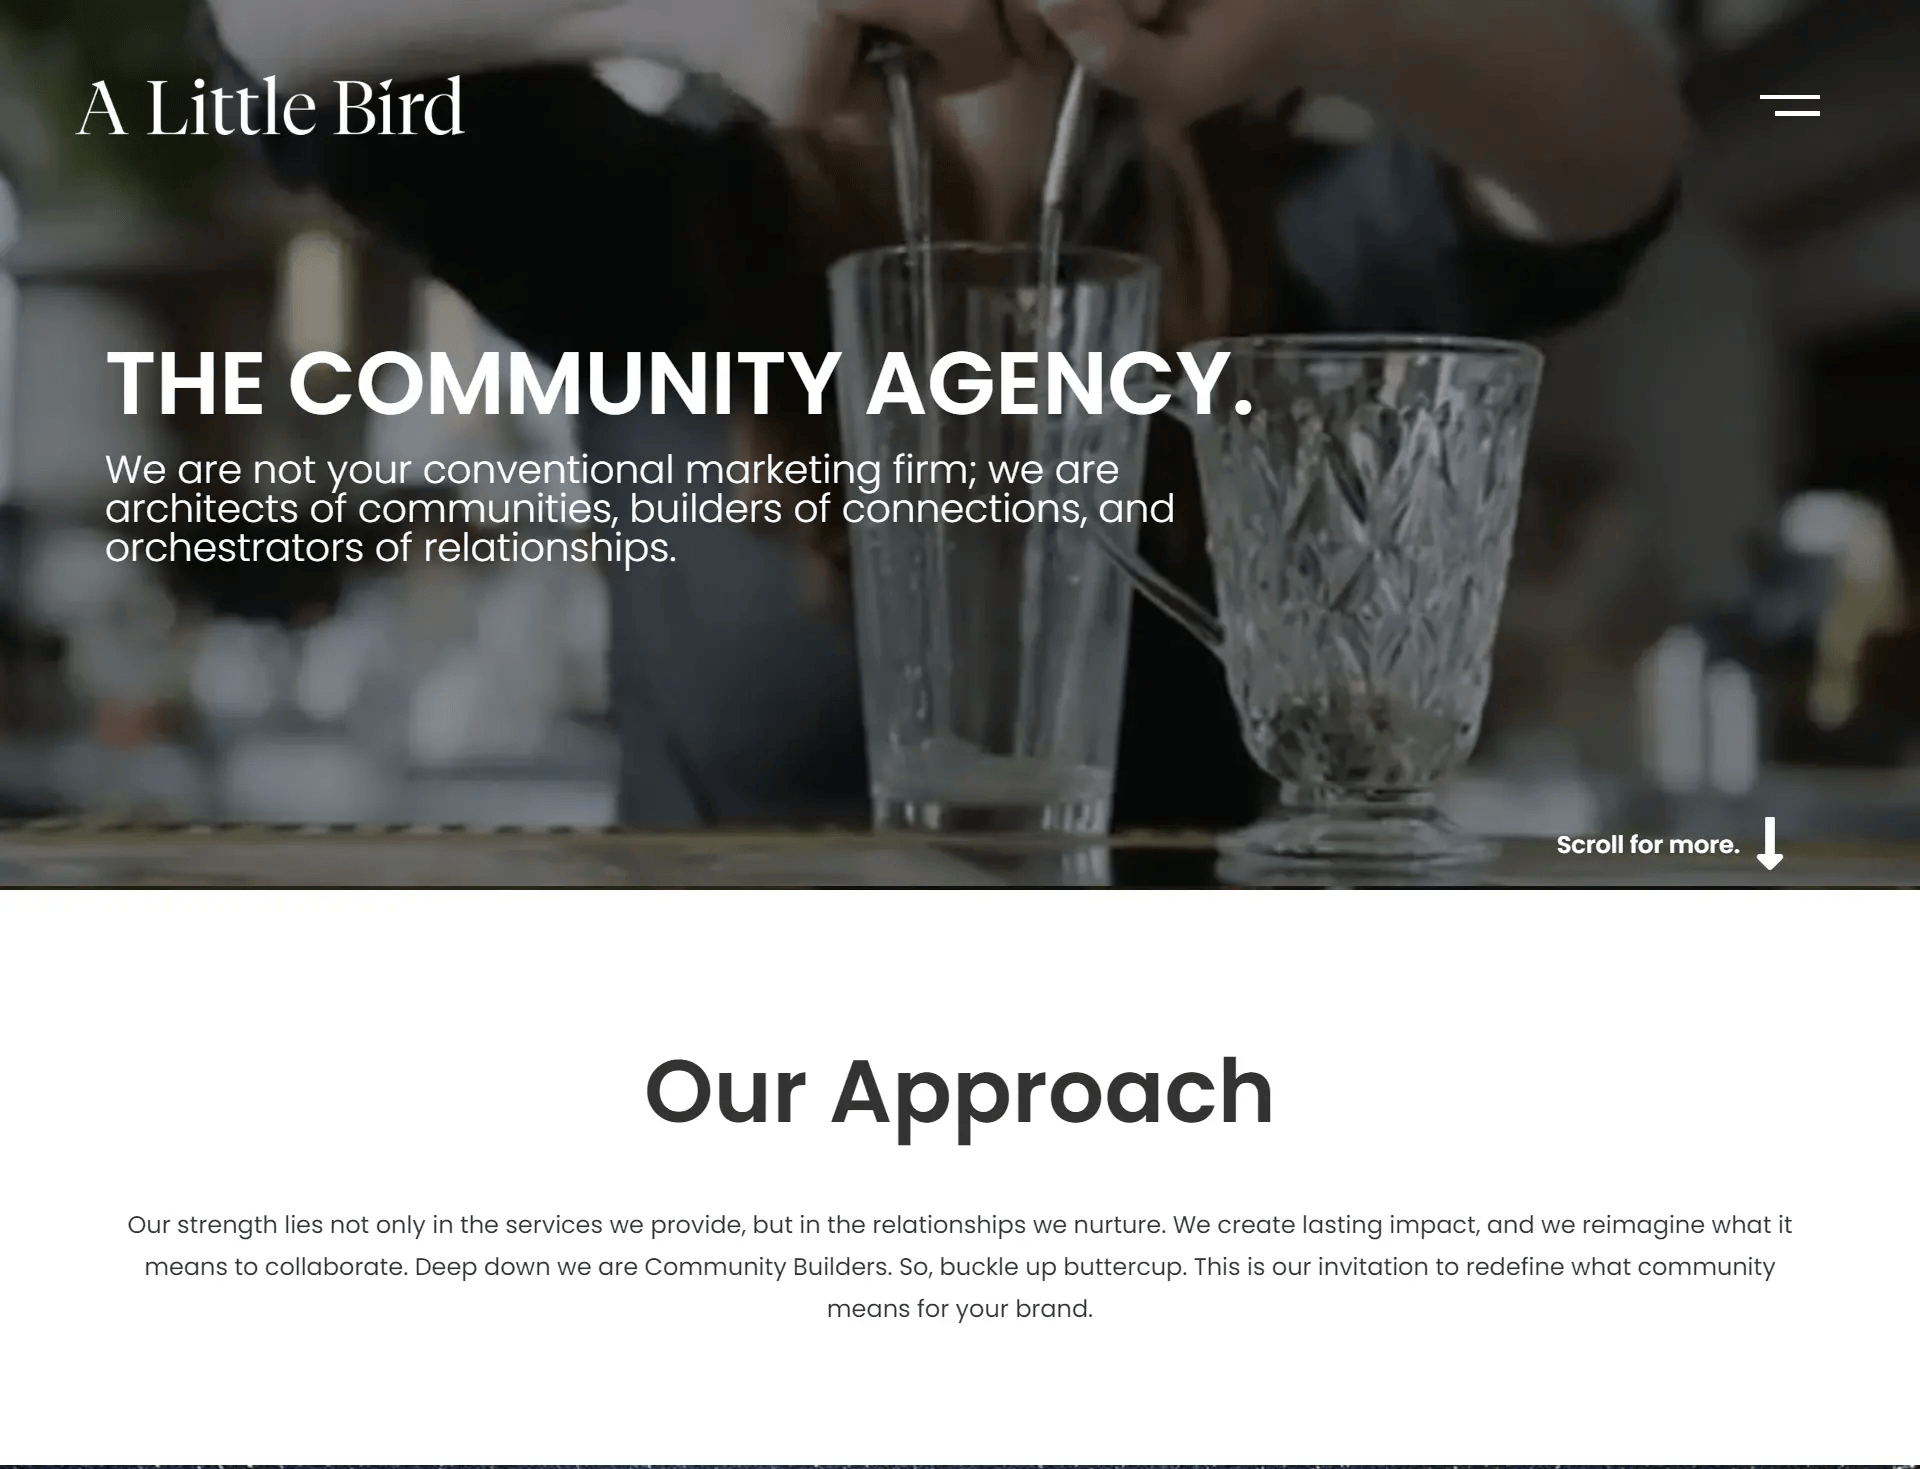 A Little Bird
THE COMMUNITY AGENCY.
We are not your conventional marketing firm; we are
architects of communities, builders of connections, and
orchestrators of relationships.
Scroll for more.
Our Approach
Our strength lies not only in the services we provide, but in the relationships we nurture. We create lasting impact, and we reimagine what it
means to collaborate. Deep down we are Community Builders. So, buckle up buttercup. This is our invitation to redefine what community
means for your brand.